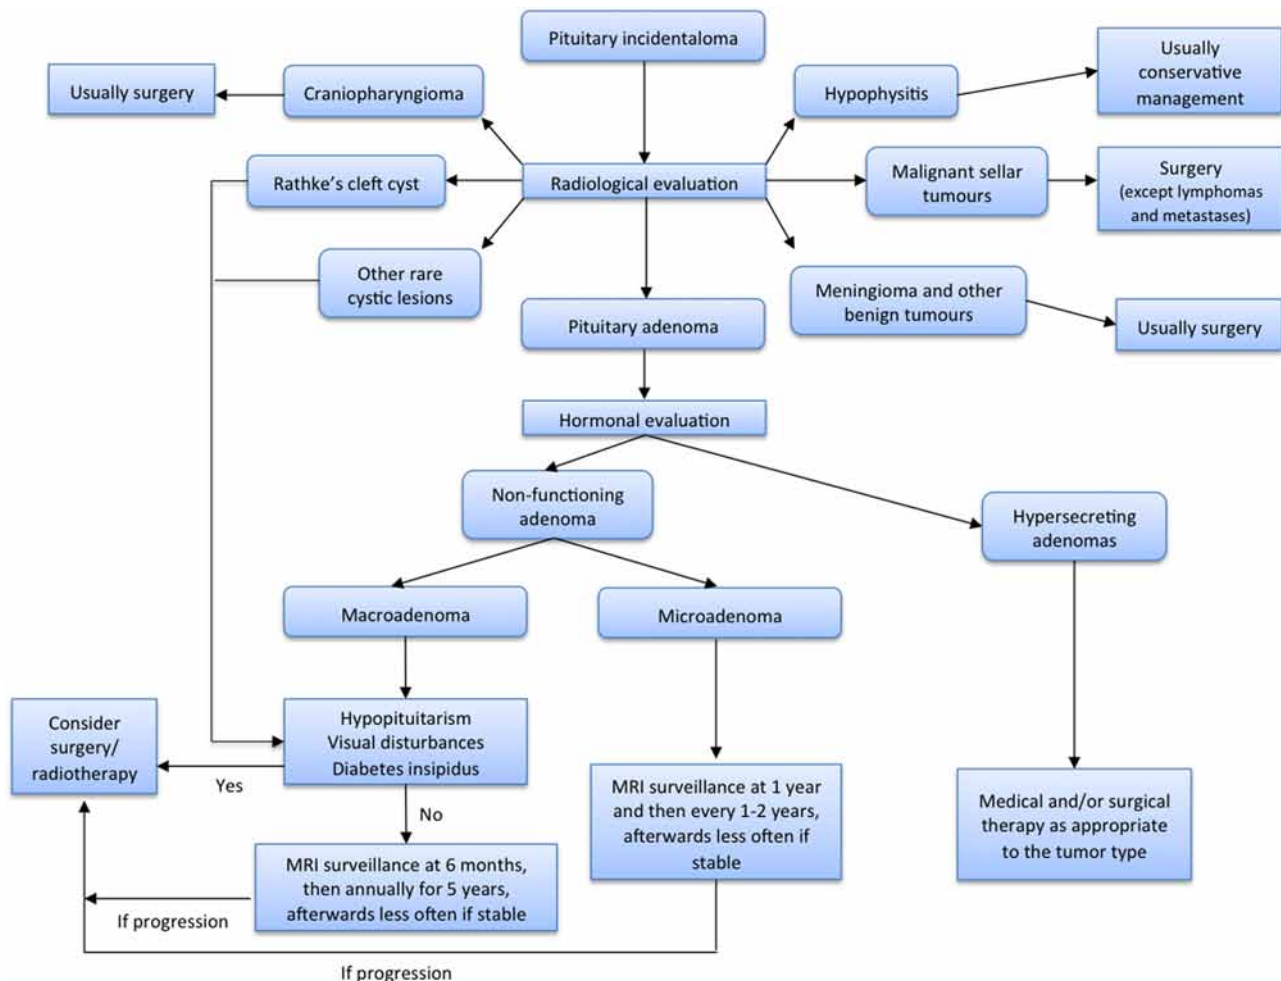 Pituitary incidentaloma
Usually surgery
Craniopharyngioma
Hypophysitis
Usually
conservative
management
Rathke’s cleft cyst
Radiological evaluation
Malignant sellar
tumours
Surgery
(except lymphomas
and metastases)
Other rare
cystic lesions
Pituitary adenoma
Meningioma and other
benign tumours
Usually surgery
Hormonal evaluation
Non-functioning
adenoma
Hypersecreting
adenomas
Macroadenoma
Microadenoma
Consider
surgery/
radiotherapy
Yes
Hypopituitarism
Visual disturbances
Diabetes insipidus
No
MRI surveillance at 1 year
and then every 1-2 years,
afterwards less often if
stable
Medical and/or surgical
therapy as appropriate
to the tumor type
MRI surveillance at 6 months,
then annually for 5 years,
afterwards less often if stable
If progression
If progression